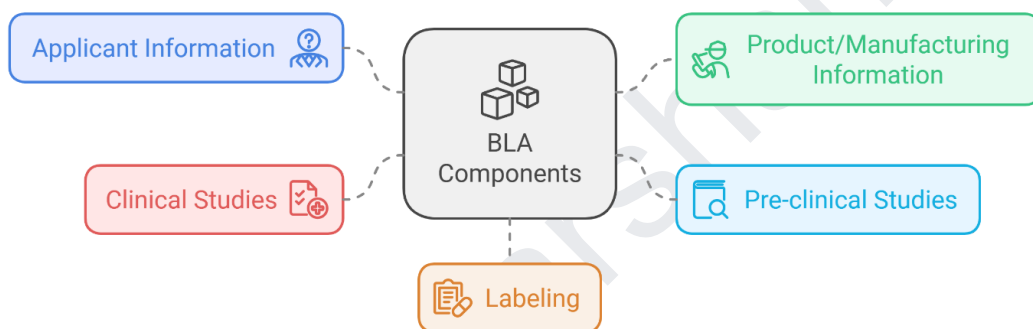 Applicant Information
Product/Manufacturing
Information
BLA
Components
Clinical Studies
Pre-clinical Studies
Labeling